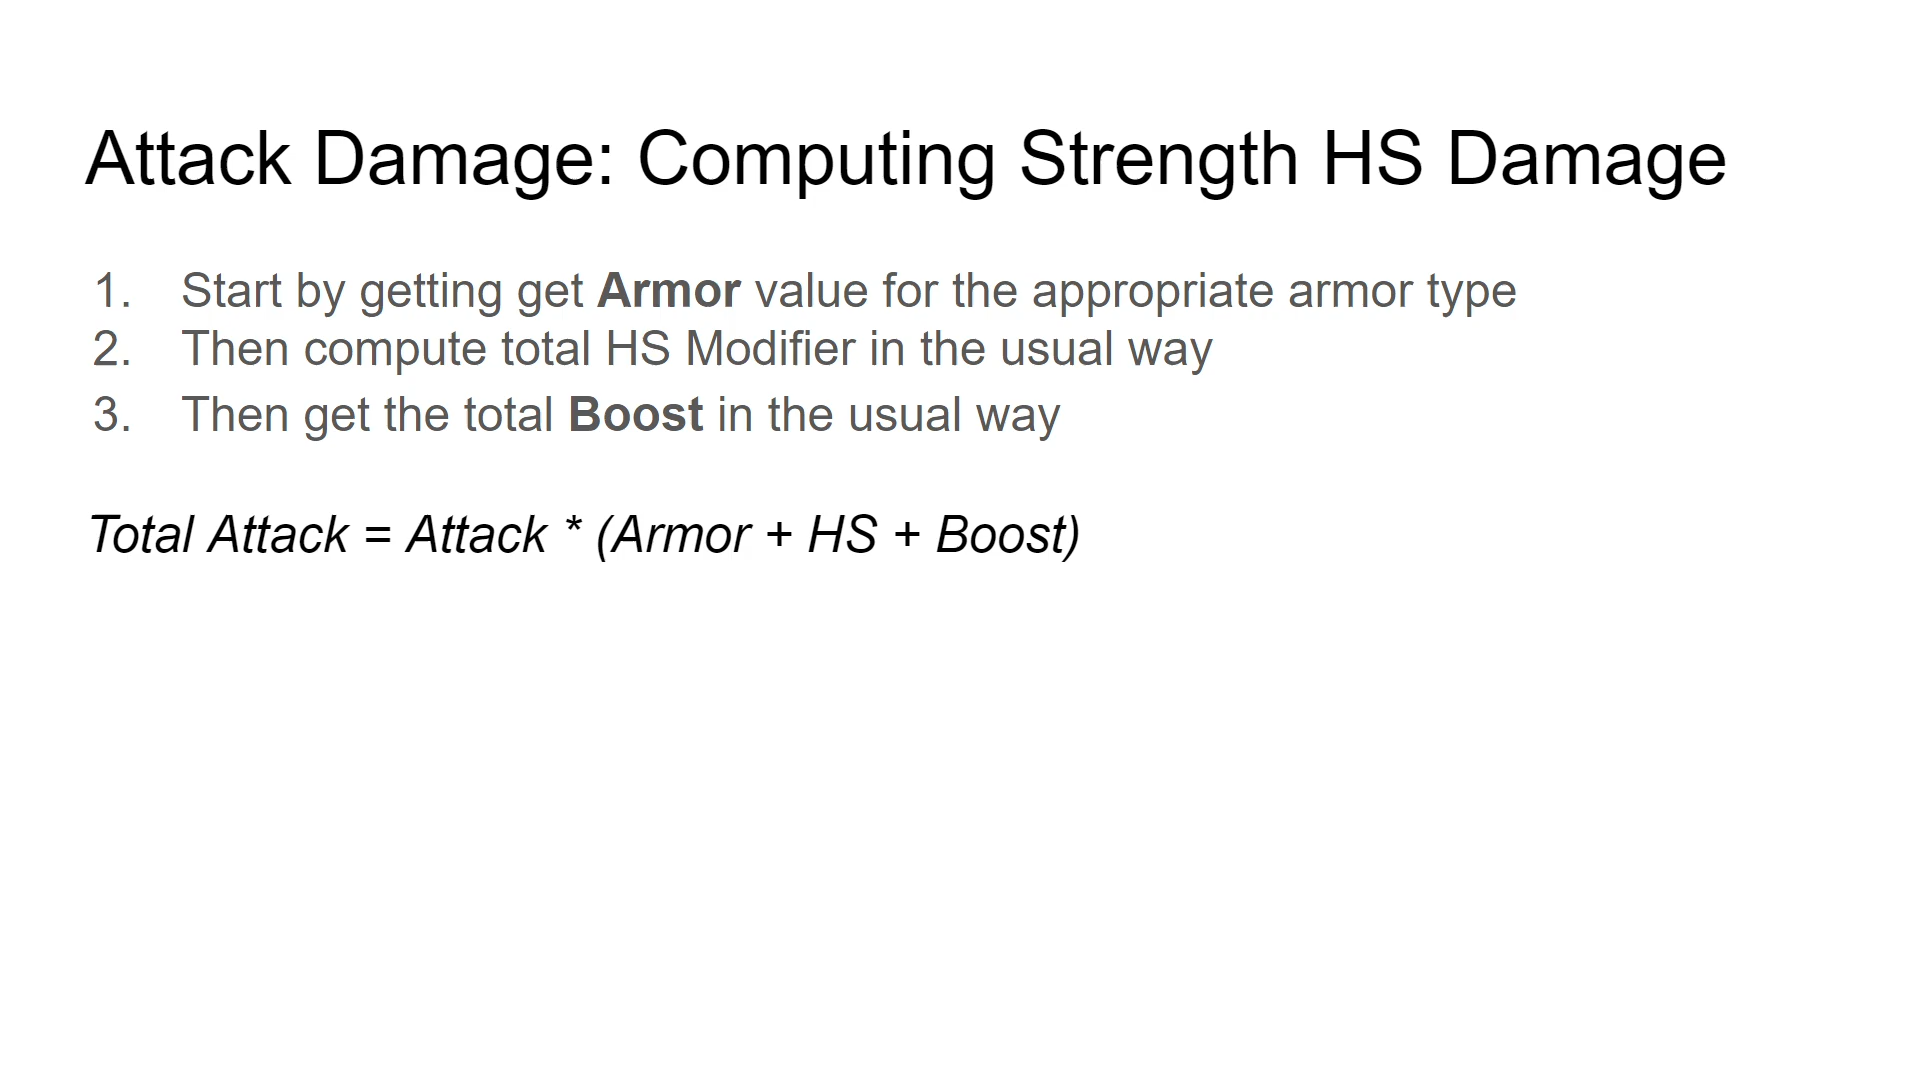 Attack Damage: Computing Strength HS Damage
1. Start by getting get Armor value for the appropriate armor type
2. Then compute total HS Modifier in the usual way
3. Then get the total Boost in the usual way
Total Attack = Attack * (Armor + HS + Boost)